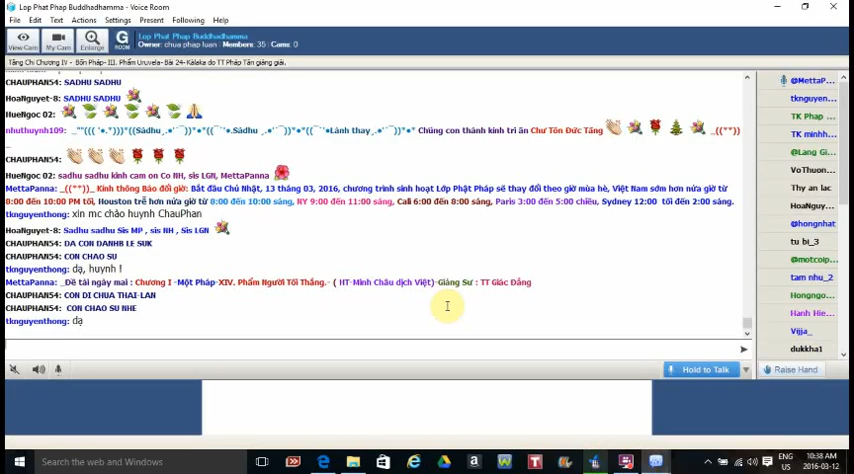 Lop Phat Phap Buddhadhamma - Voice Room
File Edit Text Actions Settings Present Following Help
View Cam
My Cam
Enlarge
G ROOM
Lop Phat Phap Buddhadhamma
Owner: chua phap luan : Members: 35 : Cams: 0
Tăng Chi Chương IV - Bốn Pháp- III. Phẩm Uruvela- Bài 24-Kàlaka do TT Pháp Tân giảng giải.
CHAUPHAN54: SADHU SADHU
HoaNguyet-8: SADHU SADHU
HueNgoc 02:
nhuthuynh109: Chúng con thành kính tri ân Chư Tôn Đức Tăng _((**))
CHAUPHAN54:
HueNgoc 02: sadhu sadhu kinh cam on Co NH, sis LGN, MettaPanna
MettaPanna: _((**))_ Kính thông Báo đổi giờ: Bắt đầu Chủ Nhật, 13 tháng 03, 2016, chương trình sinh hoạt Lớp Phật Pháp sẽ thay đổi theo giờ mùa hè, Việt Nam sớm hơn nửa giờ từ
8:00 đến 10:00 PM tối, Houston trễ hơn nửa giờ từ 8:00 đến 10:00 sáng, NY 9:00 đến 11:00 sáng, Cali 6:00 đến 8:00 sáng, Paris 3:00 đến 5:00 chiều, Sydney 12:00 tối đến 2:00 sáng.
tknguyenthong: xin mc chào huynh ChauPhan
HoaNguyet-8: Sadhu sadhu Sis MP , sis NH , Sis LGN
CHAUPHAN54: DA CON DANHB LE SUK
CHAUPHAN54: CON CHAO SU
tknguyenthong: dạ, huynh !
MettaPanna: _Đề tài ngày mai : Chương I -Một Pháp-XIV. Phẩm Người Tối Thắng.- ( HT-Minh Châu dịch Việt)-Giảng Sư : TT Giác Đẳng
CHAUPHAN54: CON DI CHUA THAI-LAN
CHAUPHAN54: CON CHAO SU NHE
tknguyenthong: dạ
@MettaP...
tknguyen...
TK Phap ...
TK minhh...
@Lang Gi...
VoThuon...
Thy an lac
HoaNguy...
@hongnhat
tu bi_3
@motcoip...
tam nhu_2
Hongngo...
Hanh Hie...
Vijja_
dukkha1
Hold to Talk
Raise Hand
Search the web and Windows
ENG
US
10:38 AM
2016-03-12